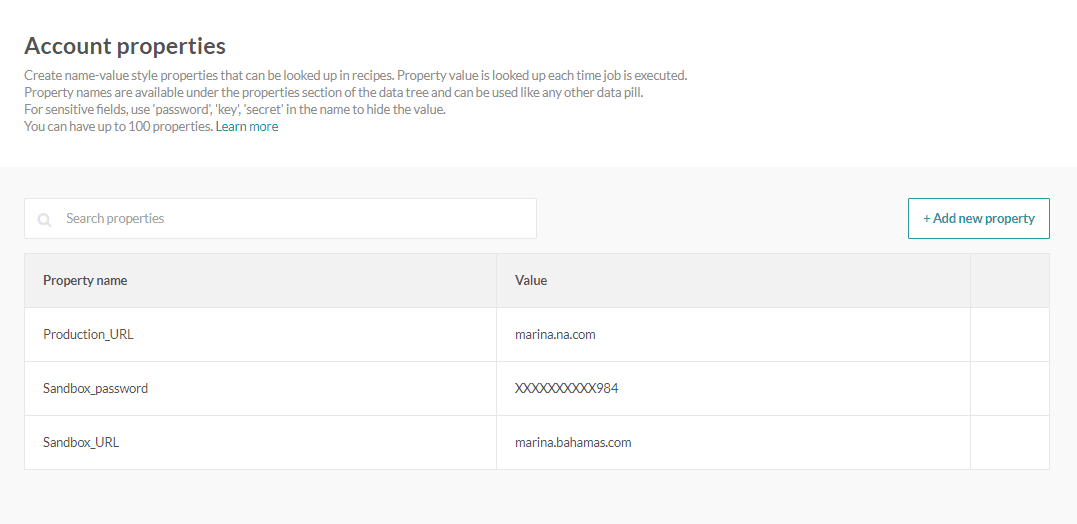 Account properties
Create name-value style properties that can be looked up in recipes. Property value is looked up each time job is executed.
Property names are available under the properties section of the data tree and can be used like any other data pill.
For sensitive fields, use 'password', 'key', 'secret' in the name to hide the value.
You can have up to 100 properties. Learn more
Search properties
+ Add new property
Property name Value
Production_URL marina.na.com
Sandbox_password XXXXXXXXXX984
Sandbox_URL marina.bahamas.com